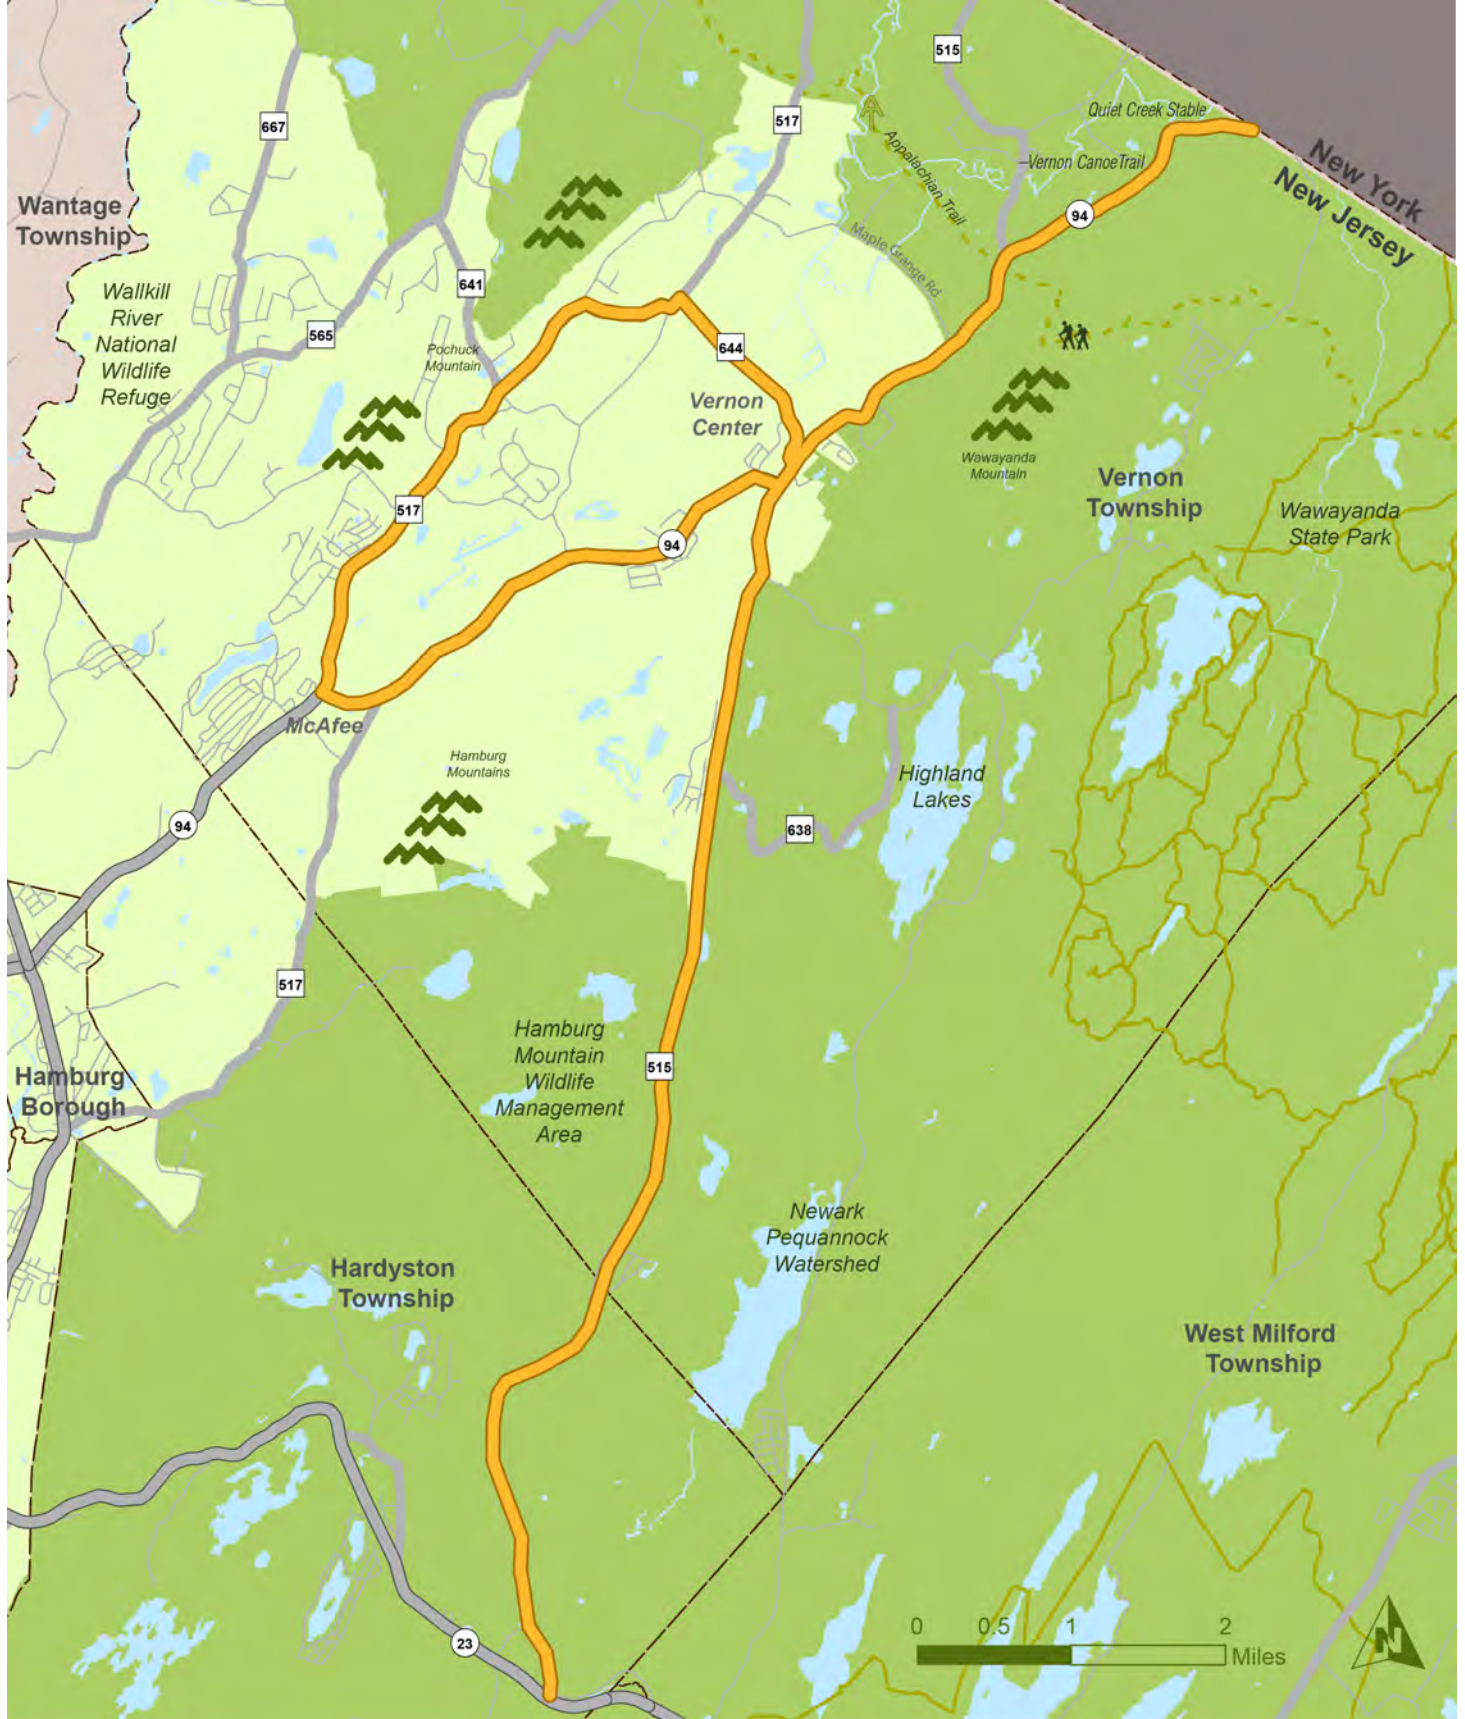 515
Quiet Creek Stable
517
667
New York
New Jersey
Vernon CanoeTrail
Appalachian Trail
Wantage
Township
94
Maple Grange Rd
Wallkill
River
National
Wildlife
Refuge
641
565
644
Pochuck
Mountain
Vernon
Center
Wawayanda
Mountain
Vernon
Township
Wawayanda
State Park
517
94
McAfee
Hamburg
Mountains
Highland
Lakes
94
638
517
Hamburg
Mountain
Wildlife
Management
Area
515
Hamburg
Borough
Newark
Pequannock
Watershed
Hardyston
Township
West Milford
Township
23
0 0.5 1 2
Miles
N